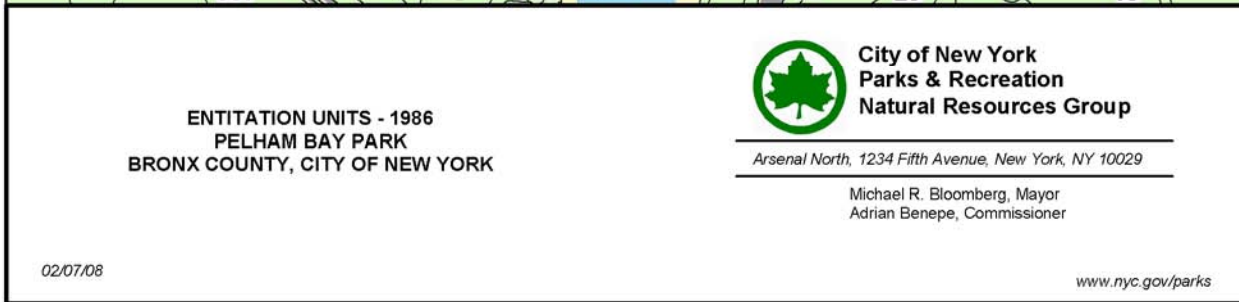 ENTITATION UNITS - 1986
PELHAM BAY PARK
BRONX COUNTY, CITY OF NEW YORK
02/07/08
City of New York
Parks & Recreation
Natural Resources Group
Arsenal North, 1234 Fifth Avenue, New York, NY 10029
Michael R. Bloomberg, Mayor
Adrian Benepe, Commissioner
www.nyc.gov/parks